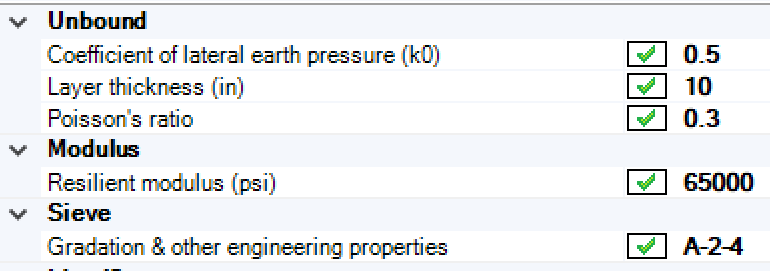 Unbound
Coefficient of lateral earth pressure (k0) 0.5
Layer thickness (in) 10
Poisson's ratio 0.3
Modulus
Resilient modulus (psi) 65000
Sieve
Gradation & other engineering properties A-2-4